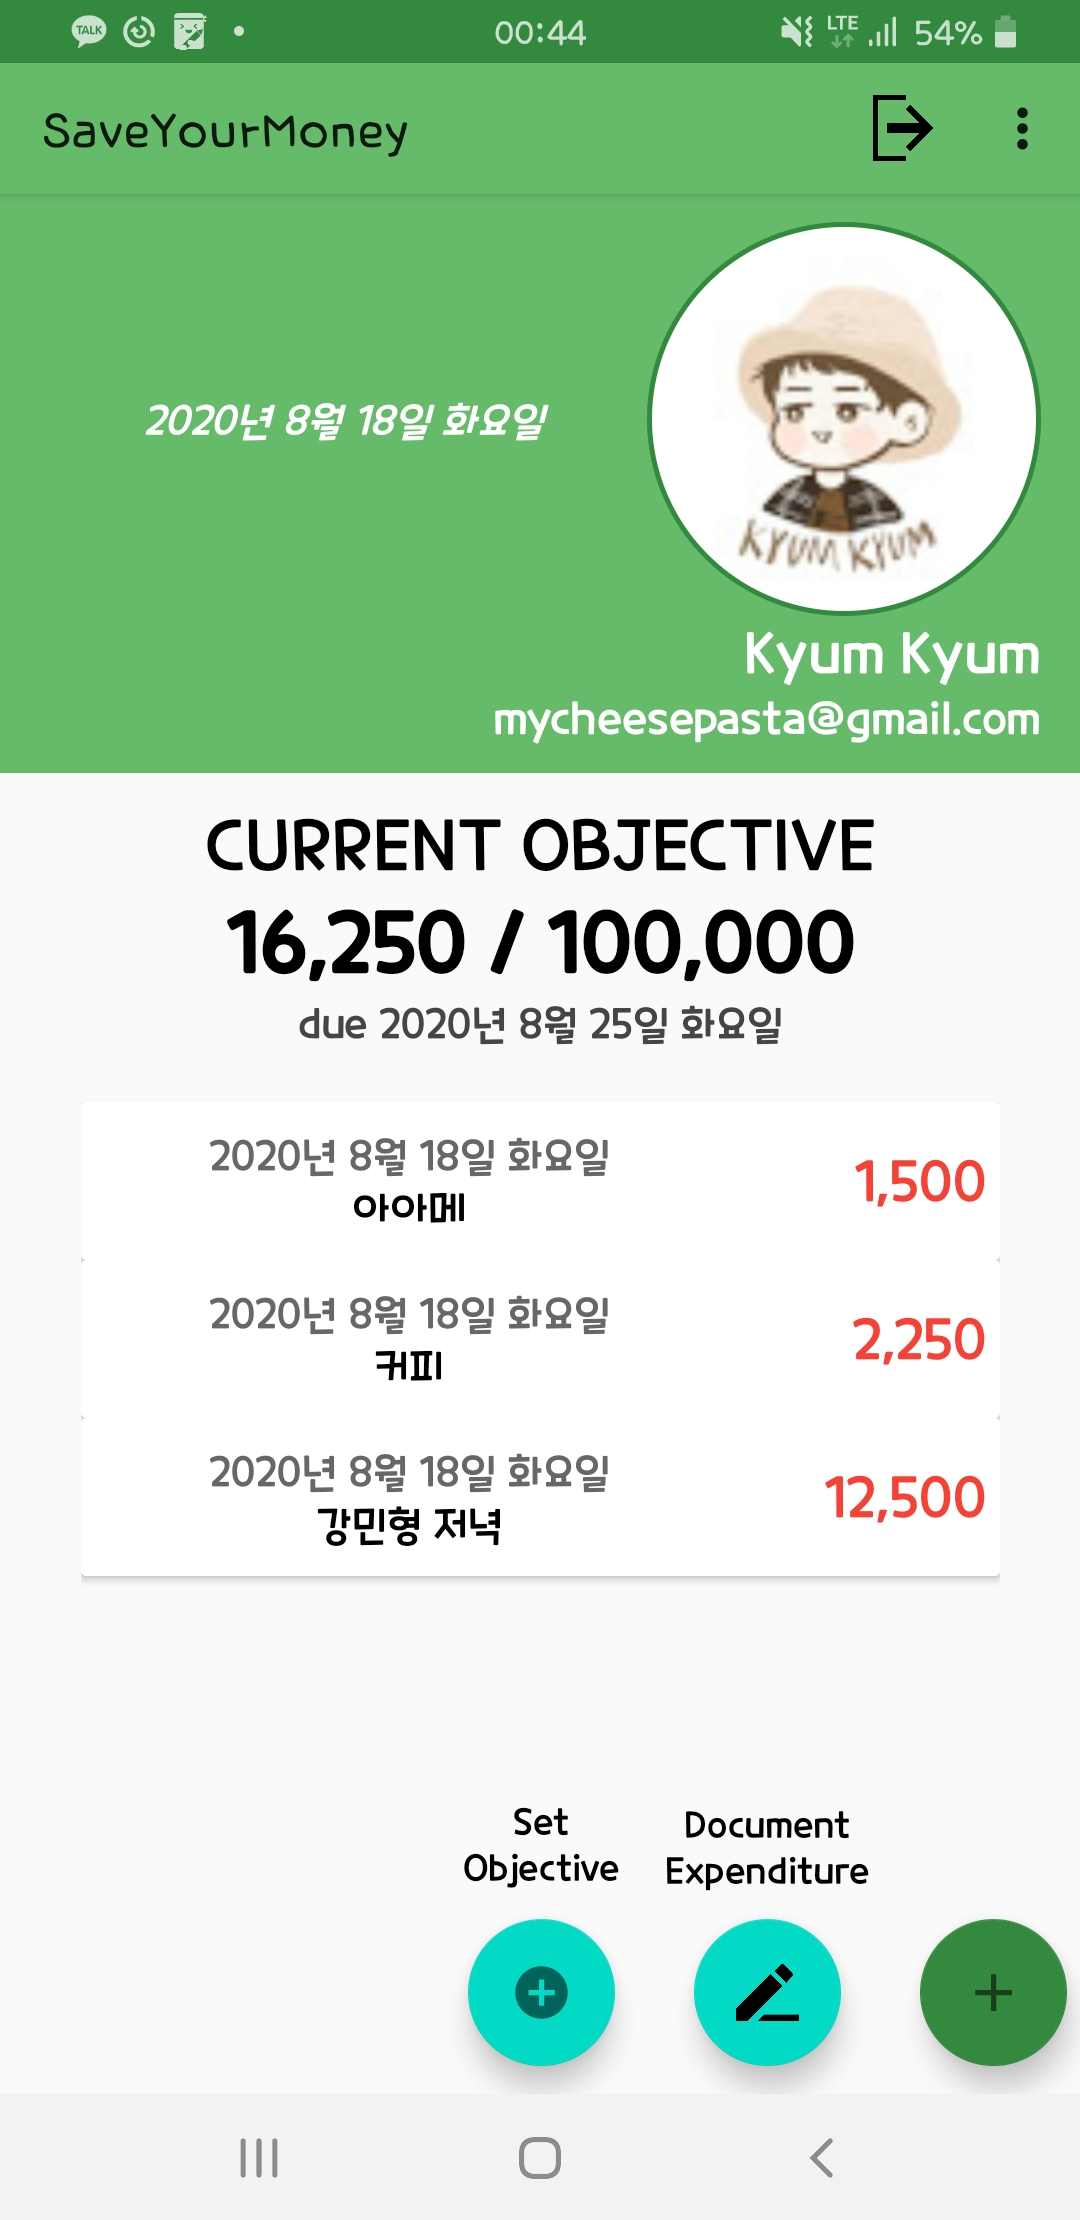 TALK
00:44
LTE
54%
SaveYourMoney
2020년 8월 18일 화요일
KYUM KYUM
Kyum Kyum
mycheesepasta@gmail.com
CURRENT OBJECTIVE
16,250 / 100,000
due 2020년 8월 25일 화요일
2020년 8월 18일 화요일
아아메
1,500
2020년 8월 18일 화요일
커피
2,250
2020년 8월 18일 화요일
강민형 저녁
12,500
Set
Objective
Document
Expenditure